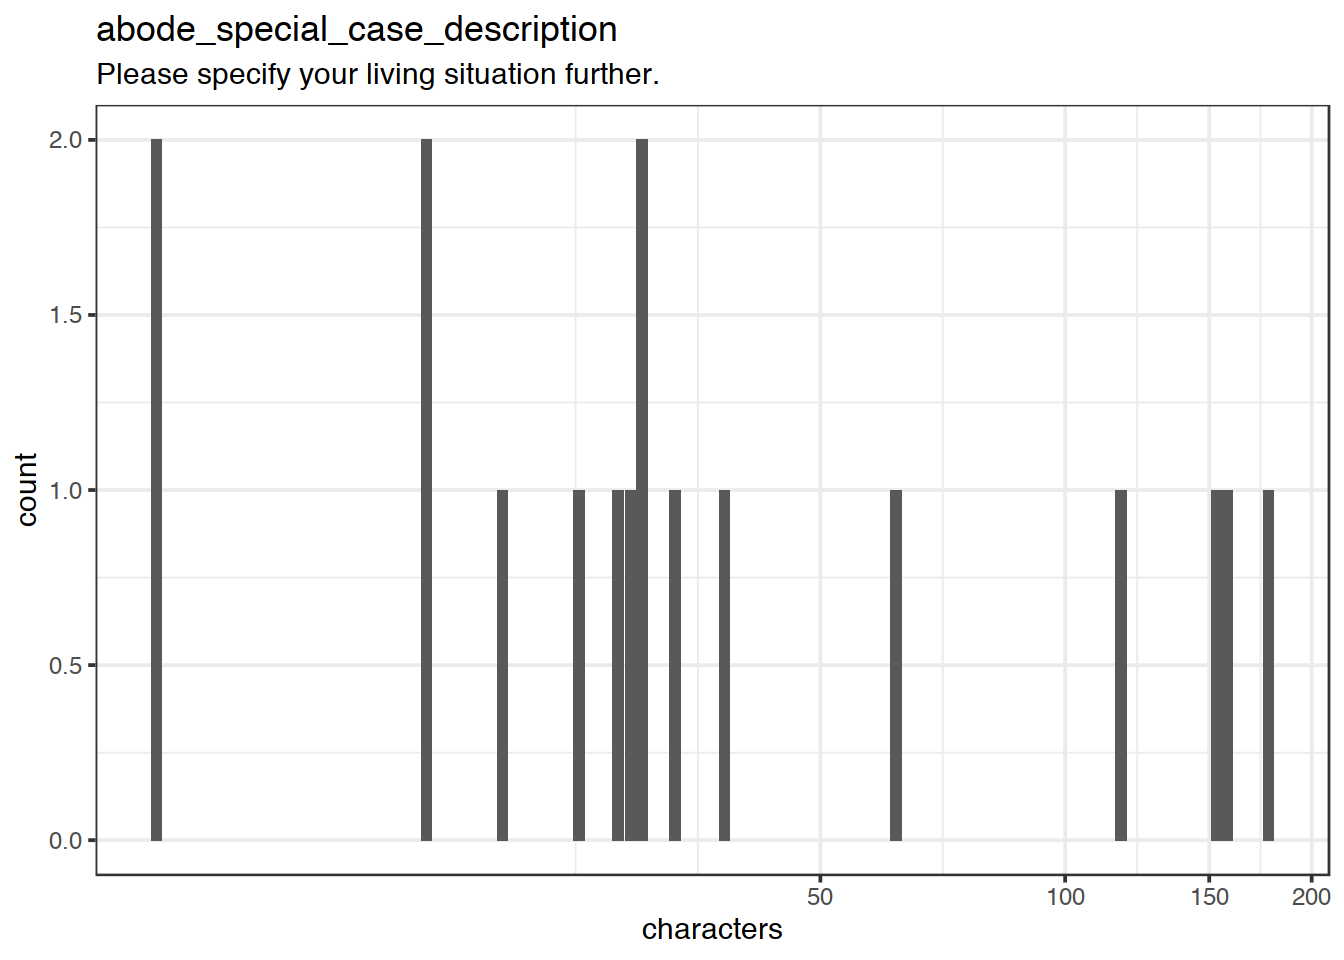 abode_special_case_description
Please specify your living situation further.
2.0
1.5
1.0
0.5
0.0
count
50 100 150 200
characters